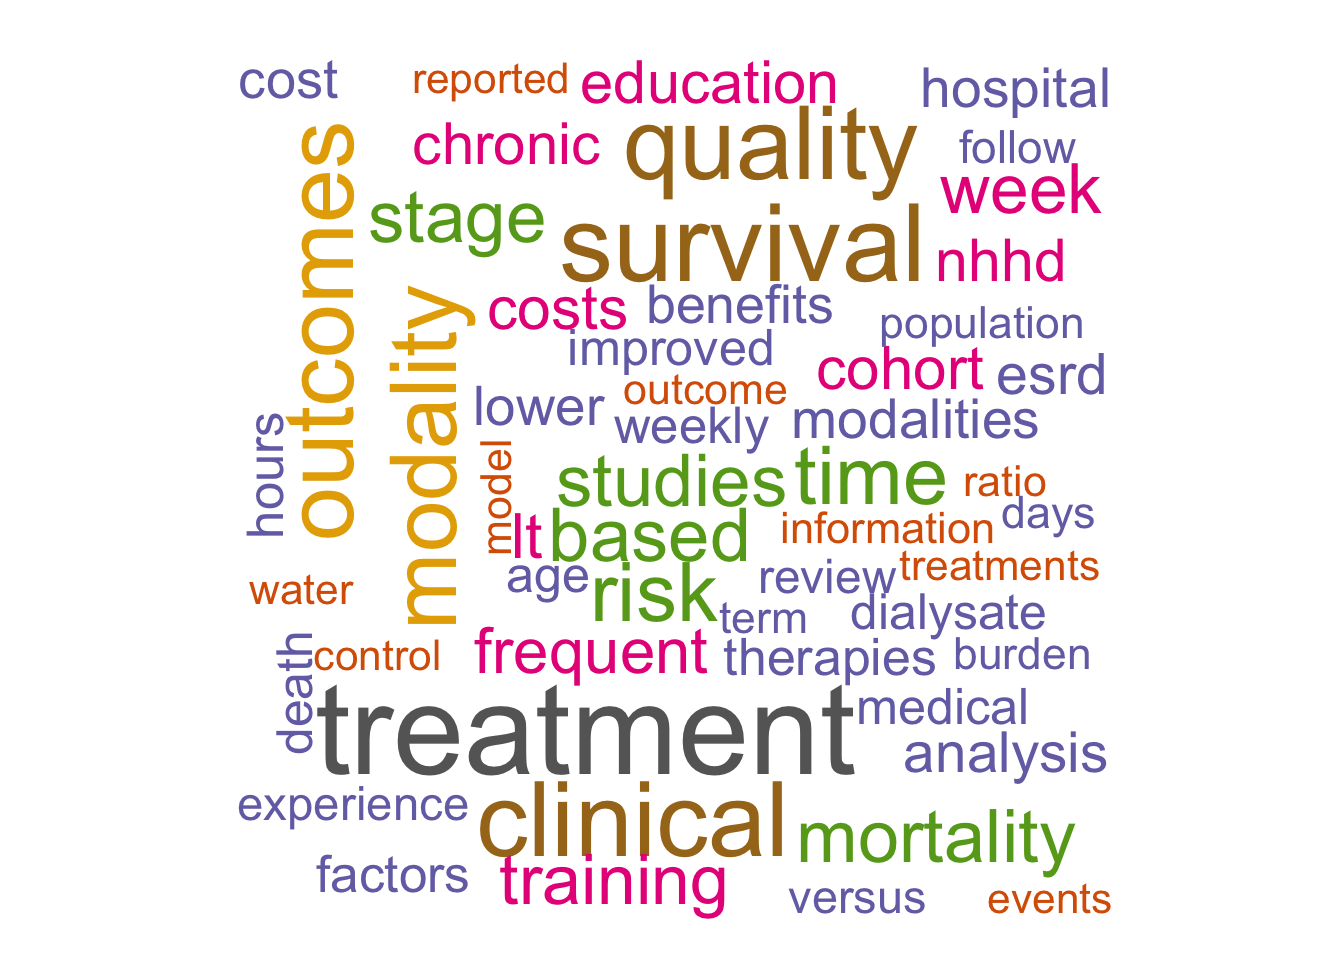 cost
reported
education
hospital
chronic
quality
follow
outcomes
week
stage
survival
nhhd
modality
costs
benefits
population
improved
cohort
esrd
outcome
lower
weekly
modalities
hours
model
studies
time
ratio
days
lt
based
information
treatments
water
age
risk
review
term
dialysate
death
control
frequent
therapies
burden
treatment
medical
analysis
experience
clinical
mortality
factors
training
versus
events